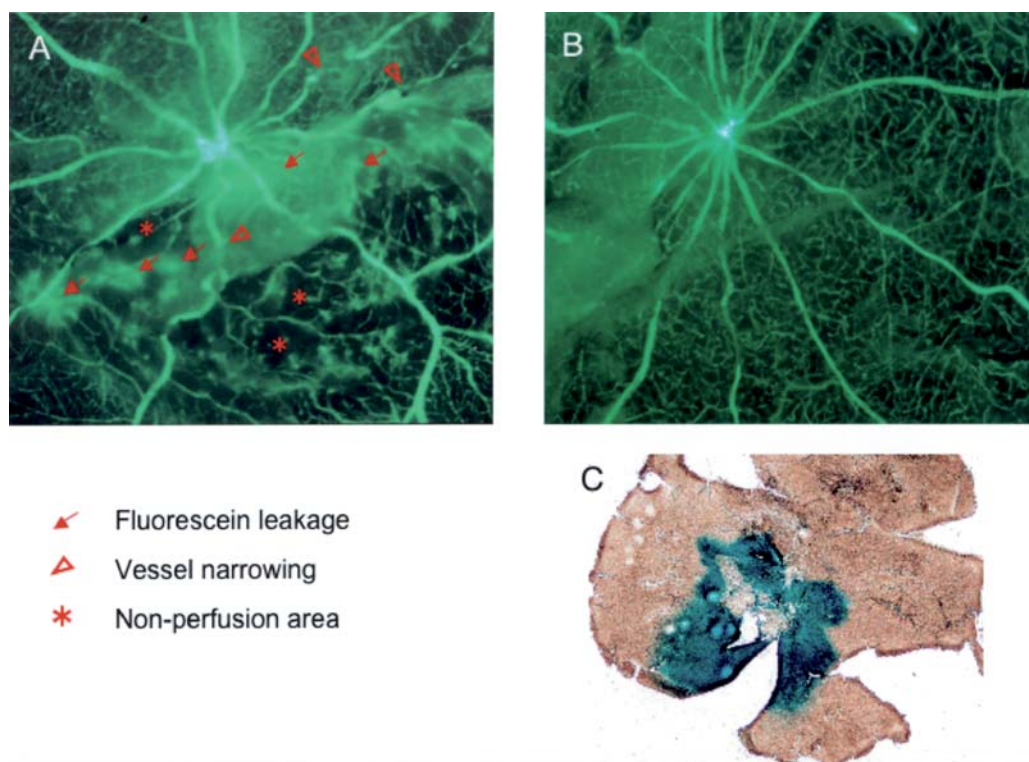 A
B
C
Fluorescein leakage
Vessel narrowing
Non-perfusion area